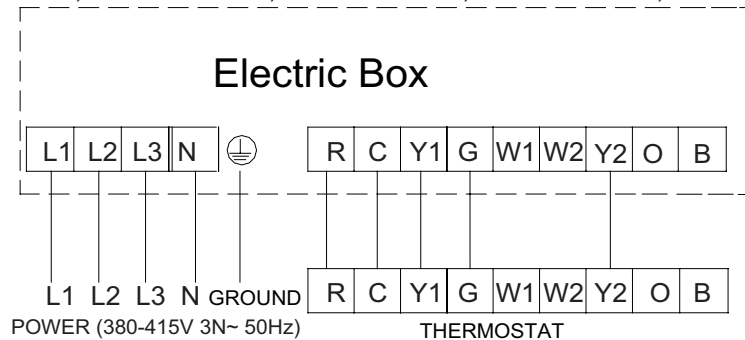 Electric Box
L1 L2 L3 N R C Y1 G W1 W2 Y2 O B
L1 L2 L3 N GROUND R C Y1 G W1 W2 Y2 O B
POWER (380-415V 3N~ 50Hz) THERMOSTAT